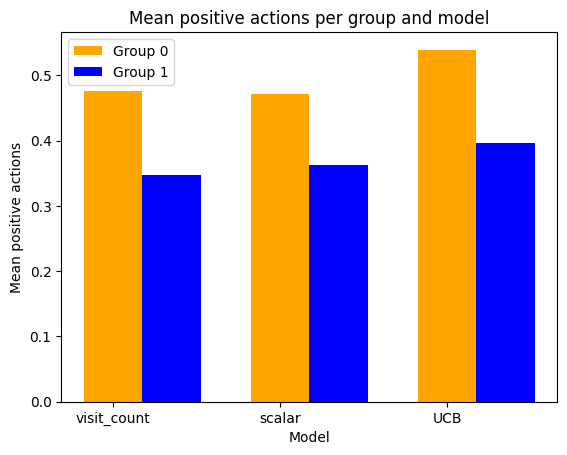 Mean positive actions per group and model
Group 0
Group 1
Mean positive actions
0.5
0.4
0.3
0.2
0.1
0.0
visit_count scalar UCB
Model